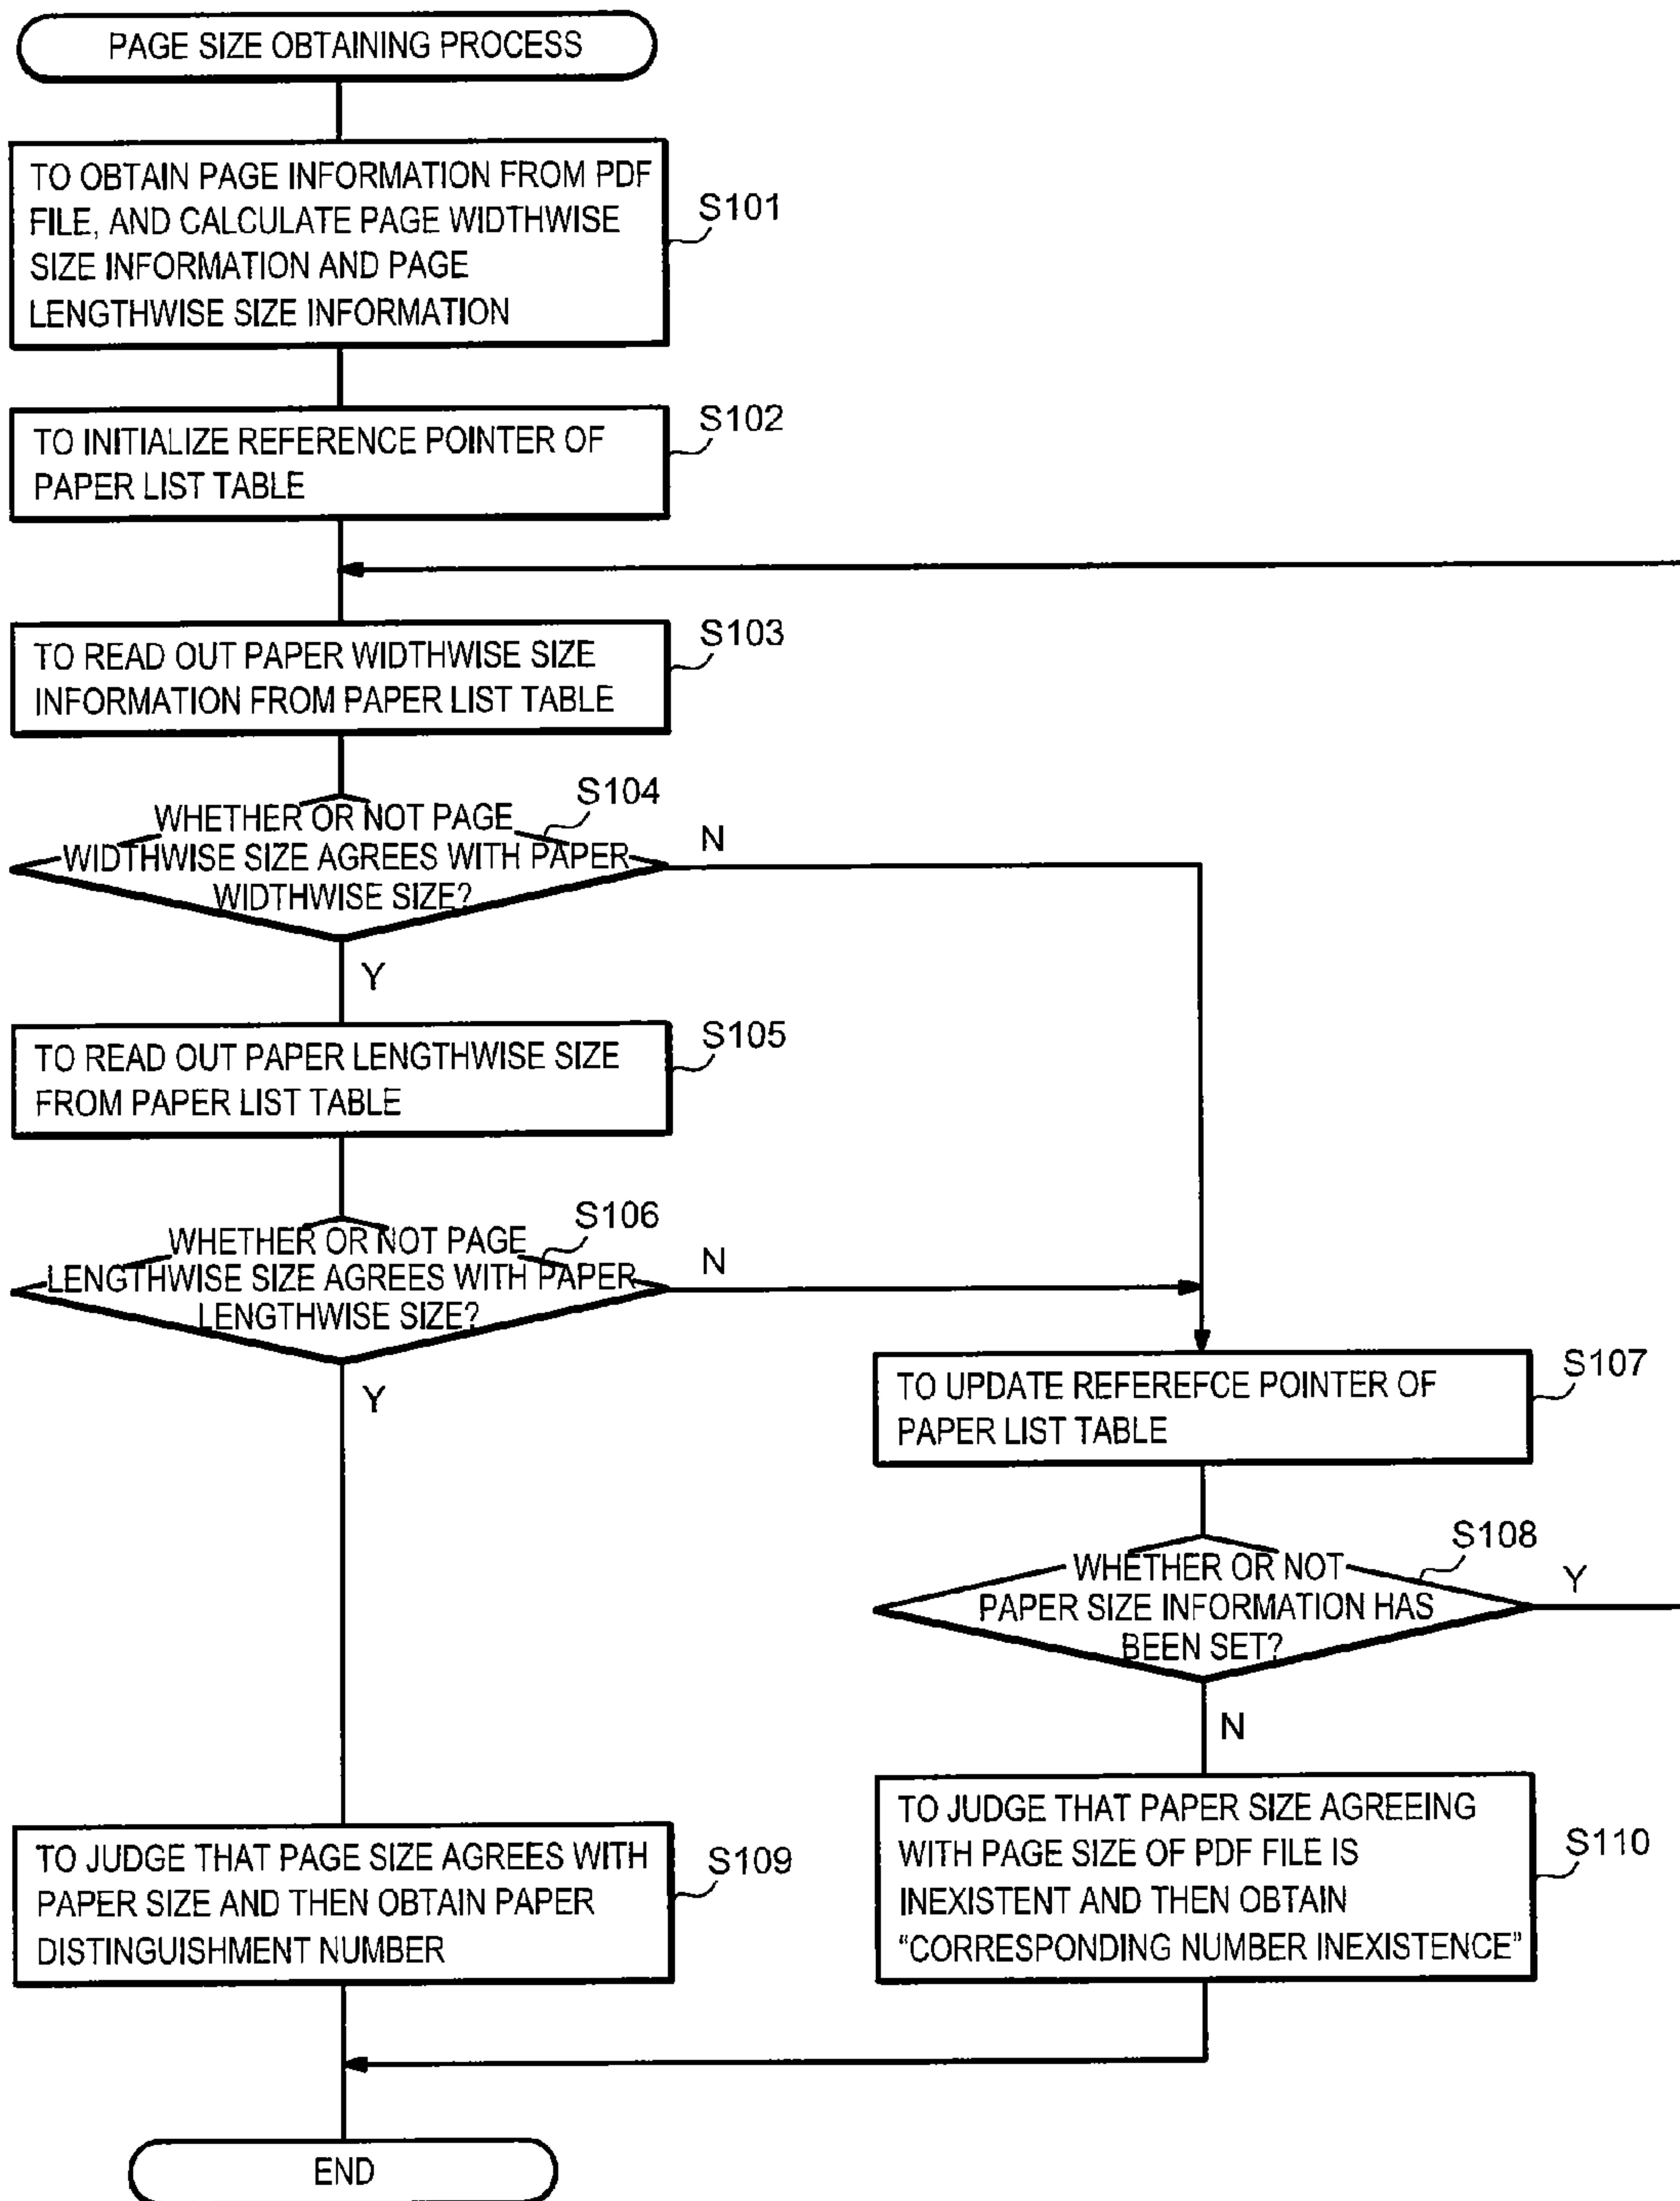 PAGE SIZE OBTAINING PROCESS
TO OBTAIN PAGE INFORMATION FROM PDF
FILE, AND CALCULATE PAGE WIDTHWISE
SIZE INFORMATION AND PAGE
LENGTHWISE SIZE INFORMATION
S101
TO INITIALIZE REFERENCE POINTER OF
PAPER LIST TABLE
S102
TO READ OUT PAPER WIDTHWISE SIZE
INFORMATION FROM PAPER LIST TABLE
S103
WHETHER OR NOT PAGE
WIDTHWISE SIZE AGREES WITH PAPER
WIDTHWISE SIZE?
S104
N
Y
TO READ OUT PAPER LENGTHWISE SIZE
FROM PAPER LIST TABLE
S105
WHETHER OR NOT PAGE
LENGTHWISE SIZE AGREES WITH PAPER
LENGTHWISE SIZE?
S106
N
Y
TO UPDATE REFEREFCE POINTER OF
PAPER LIST TABLE
S107
WHETHER OR NOT
PAPER SIZE INFORMATION HAS
BEEN SET?
S108
Y
N
TO JUDGE THAT PAGE SIZE AGREES WITH
PAPER SIZE AND THEN OBTAIN PAPER
DISTINGUISHMENT NUMBER
S109
TO JUDGE THAT PAPER SIZE AGREEING
WITH PAGE SIZE OF PDF FILE IS
INEXISTENT AND THEN OBTAIN
“CORRESPONDING NUMBER INEXISTENCE”
S110
END